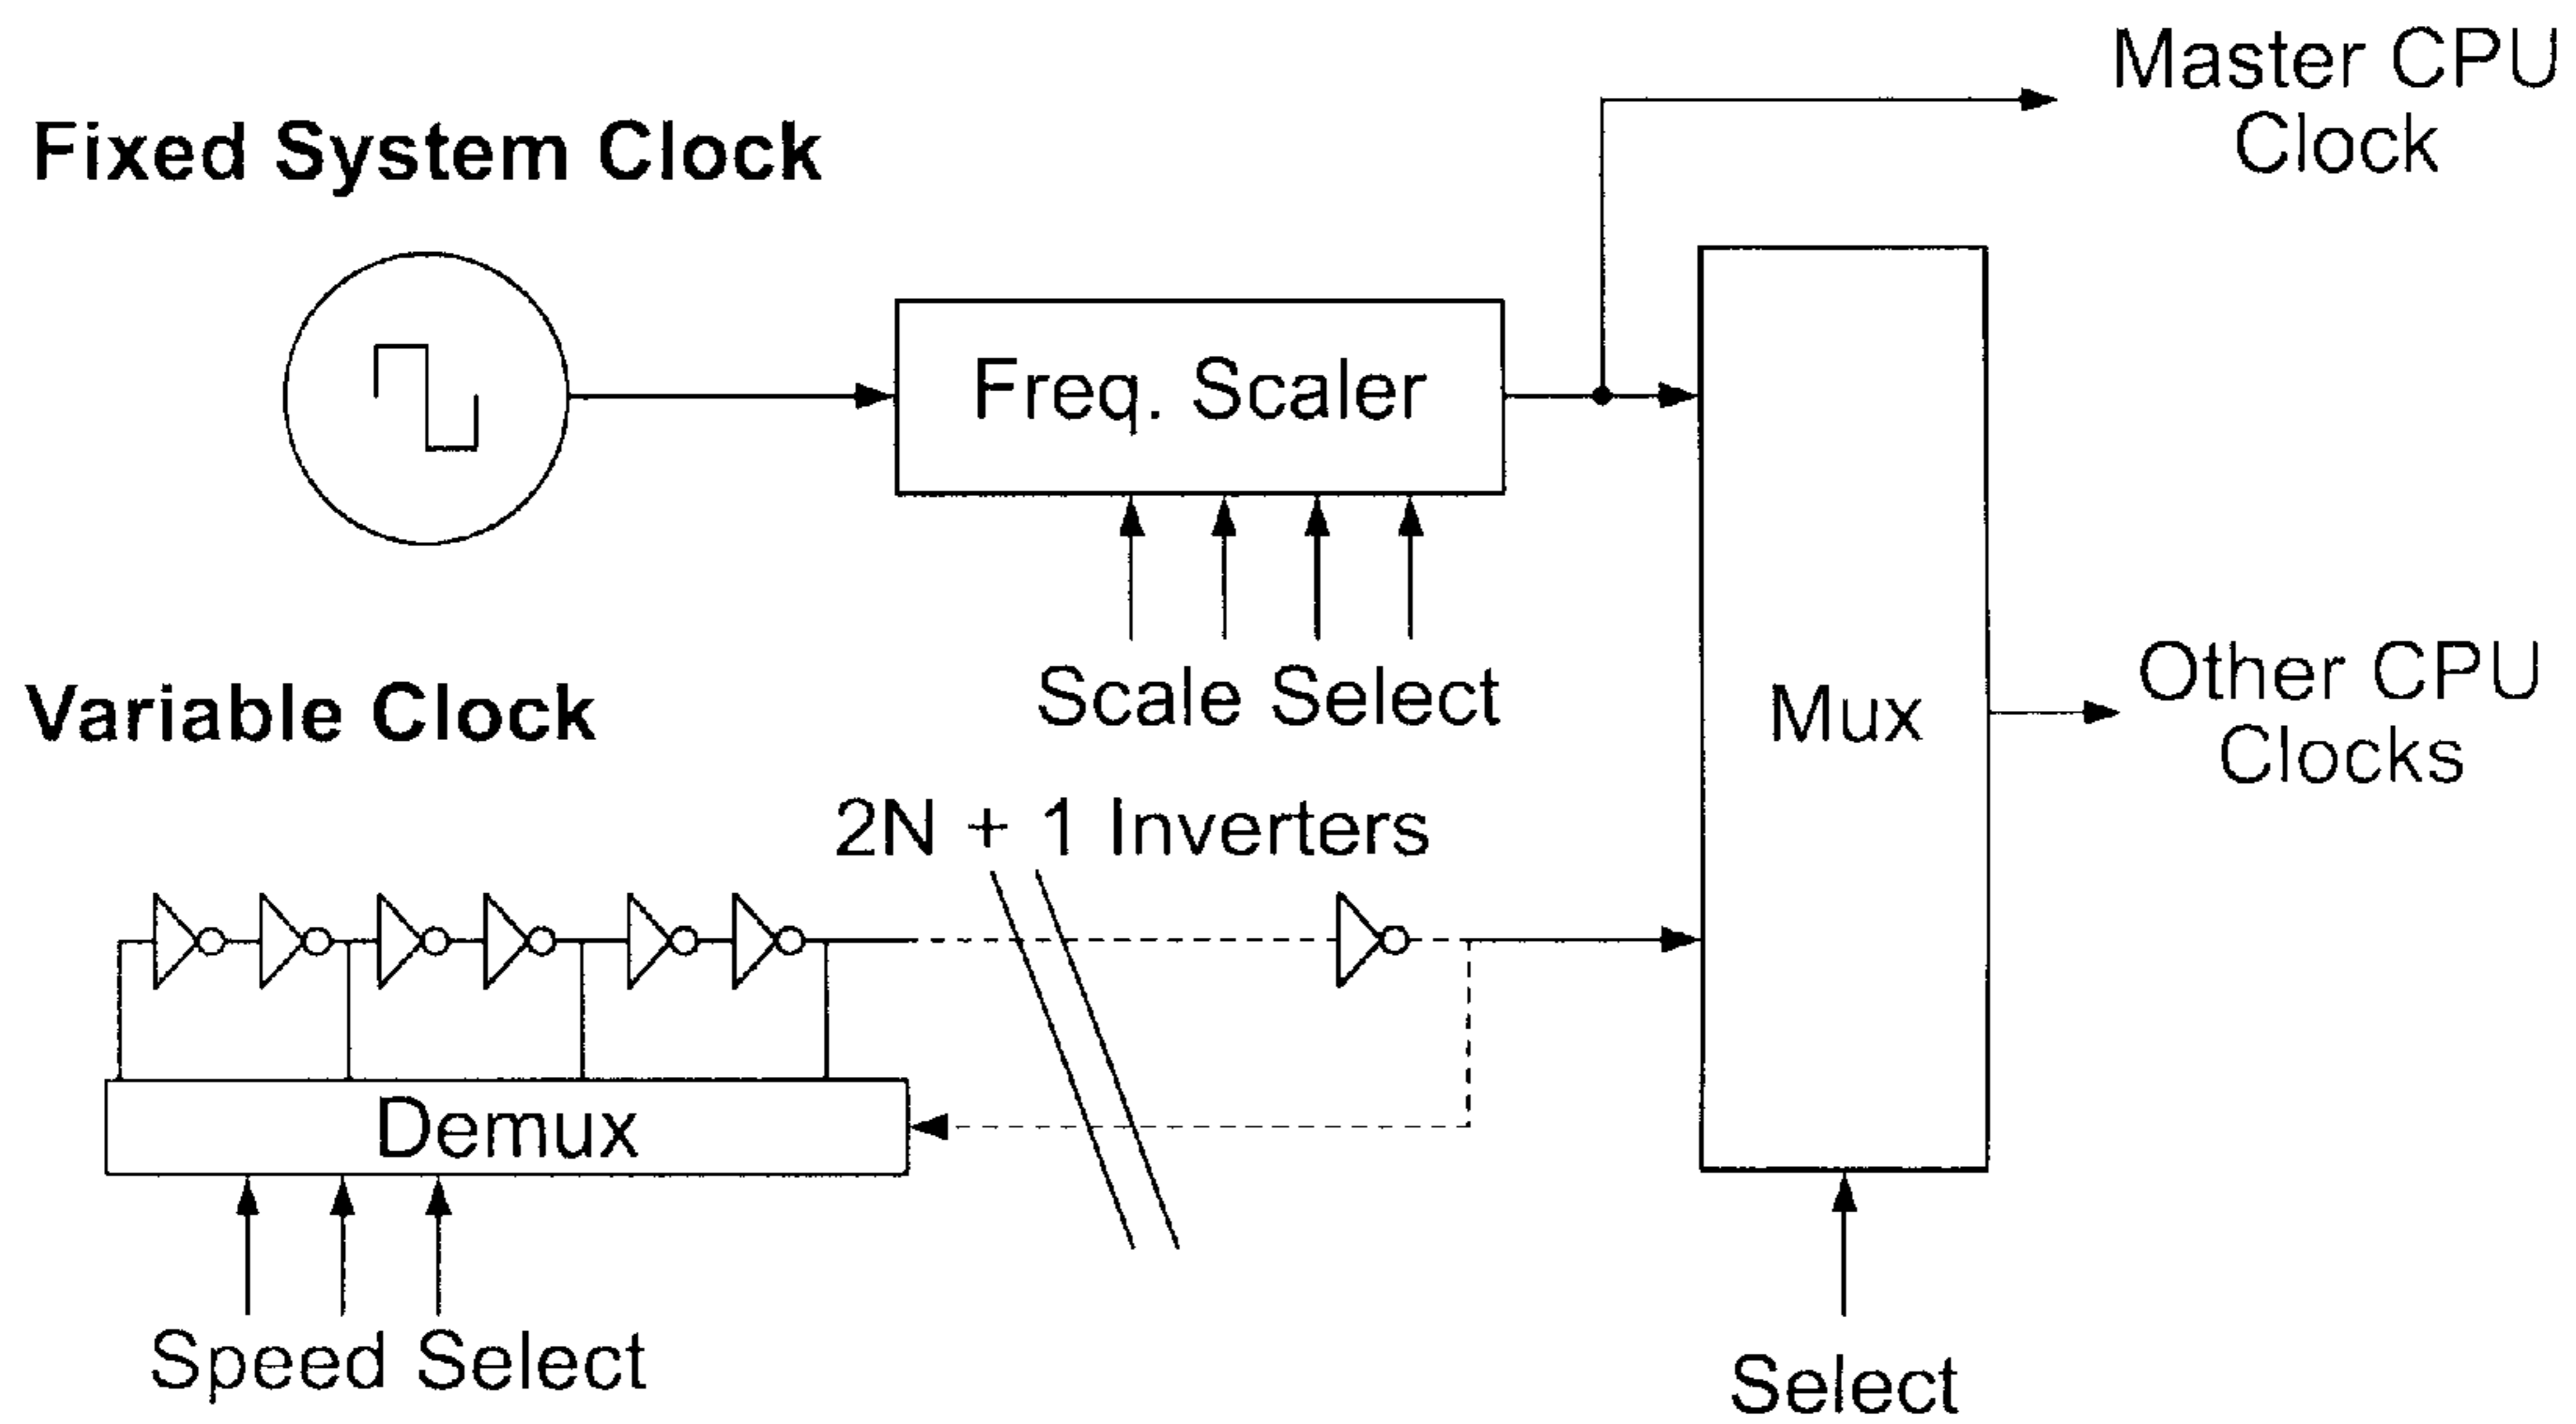 Master CPU
Clock
Fixed System Clock
Freq. Scaler
Scale Select
Variable Clock
Mux
Other CPU
Clocks
2N + 1 Inverters
Demux
Speed Select
Select